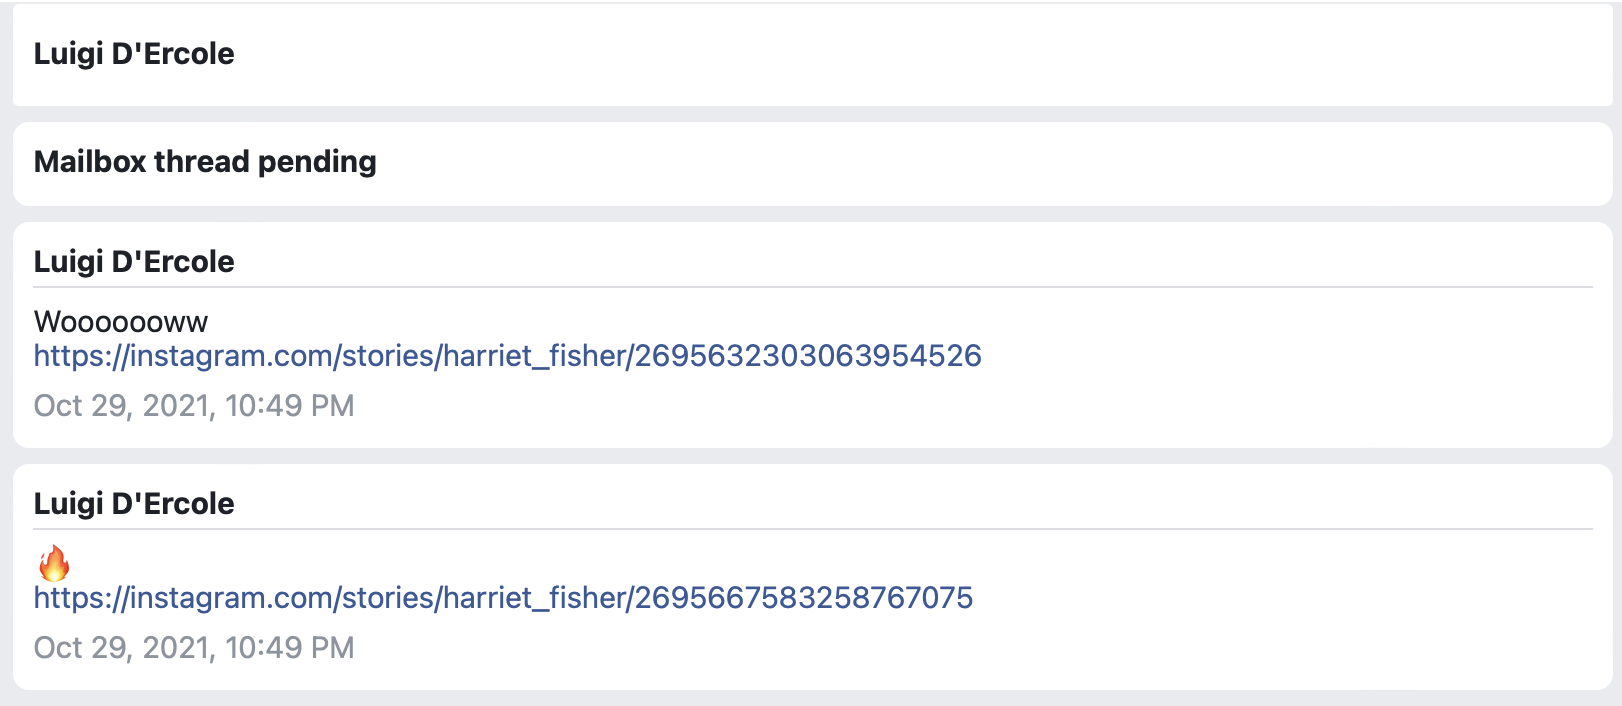 Luigi D'Ercole
Mailbox thread pending
Luigi D'Ercole
Wooooooww
https://instagram.com/stories/harriet_fisher/2695632303063954526
Oct 29, 2021, 10:49 PM
Luigi D'Ercole
🔥
https://instagram.com/stories/harriet_fisher/2695667583258767075
Oct 29, 2021, 10:49 PM